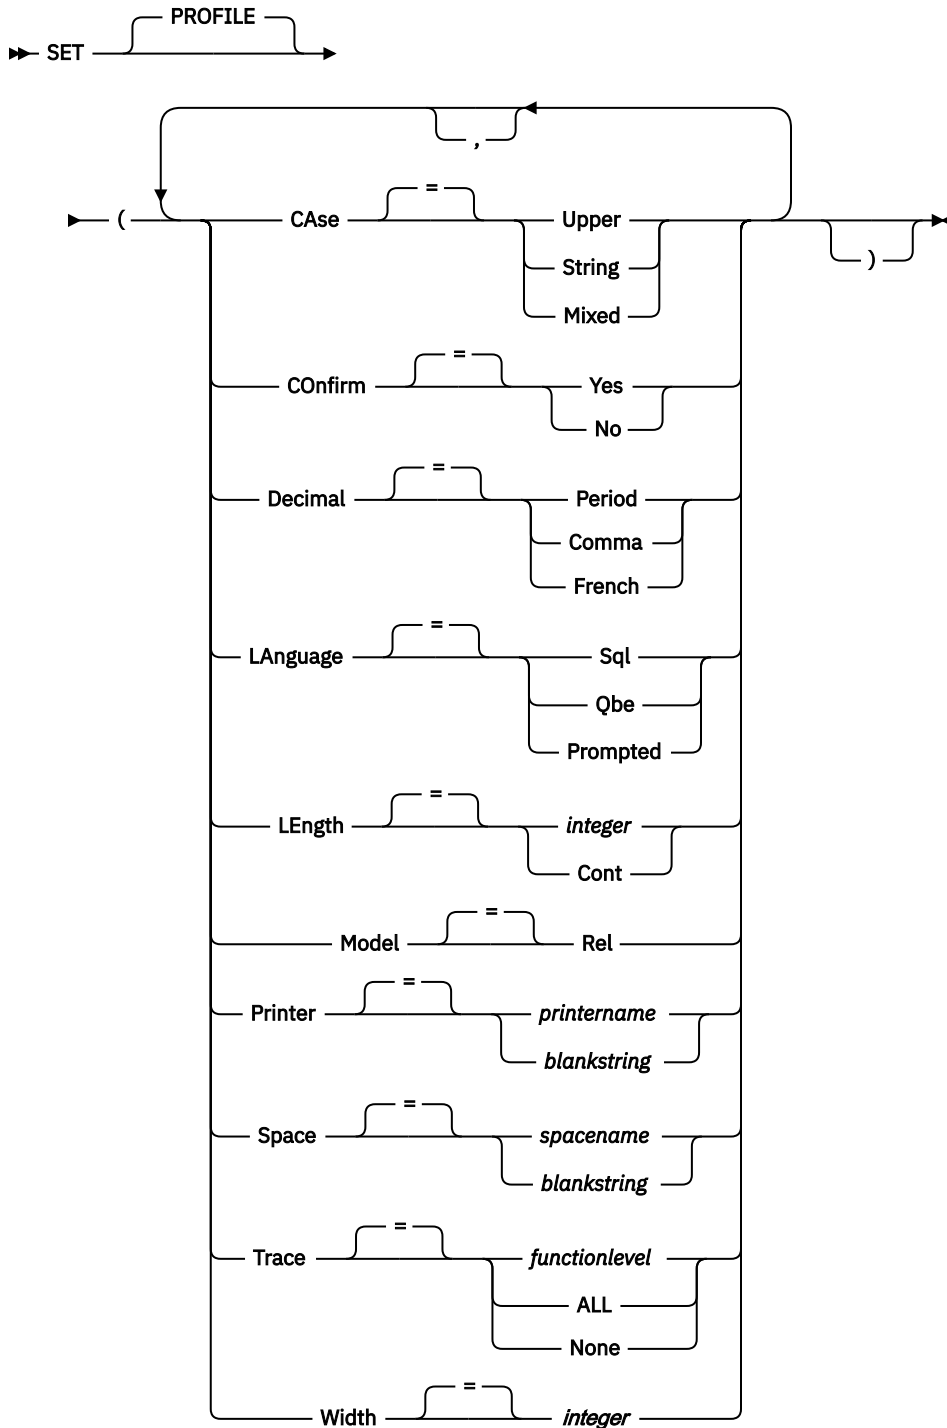 PROFILE
SET
,
=
( CAse Upper
)
String
Mixed
=
COnfirm Yes
No
=
Decimal Period
Comma
French
=
LAnguage Sql
Qbe
Prompted
=
LEngth integer
Cont
=
Model Rel
=
Printer printername
blankstring
=
Space spacename
blankstring
=
Trace functionlevel
ALL
None
=
Width integer